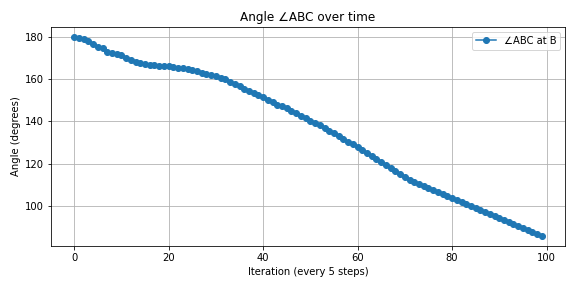 Angle ∠ABC over time
∠ABC at B
Angle (degrees)
180
160
140
120
100
0 20 40 60 80 100
Iteration (every 5 steps)